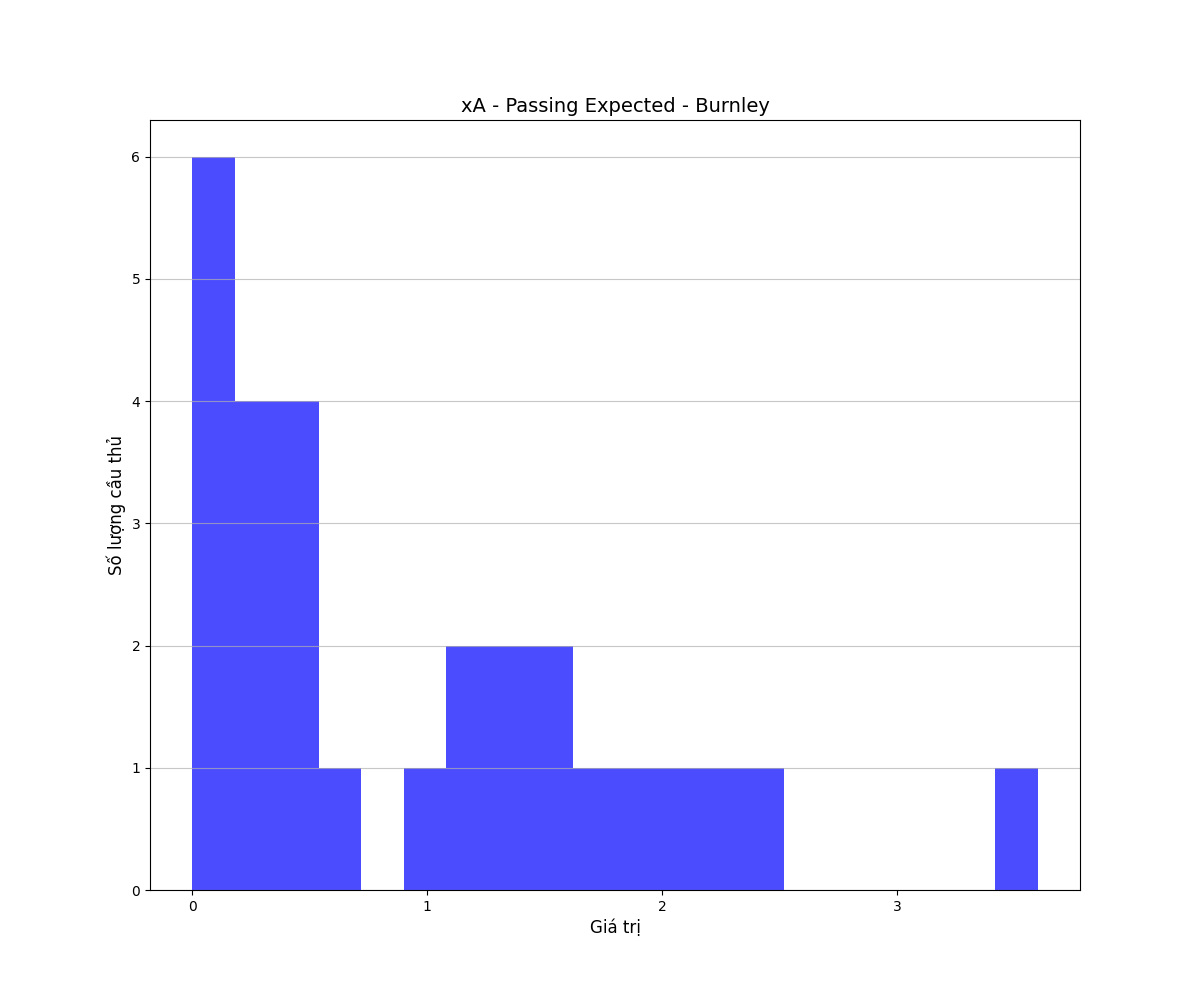 xA - Passing Expected - Burnley
6
5
4
3
2
1
0
Số lượng cầu thủ
0 1 2 3
Giá trị